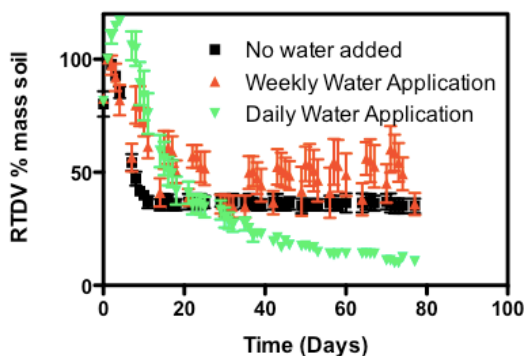 No water added
Weekly Water Application
Daily Water Application
RTDV % mass soil
100
50
0
0 20 40 60 80 100
Time (Days)